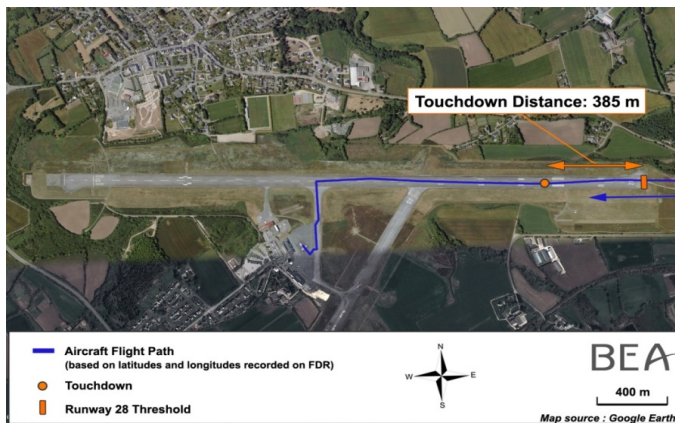 Touchdown Distance: 385 m
Aircraft Flight Path
(based on latitudes and longitudes recorded on FDR)
Touchdown
Runway 28 Threshold
N
W
E
S
BEA
400 m
Map source : Google Earth